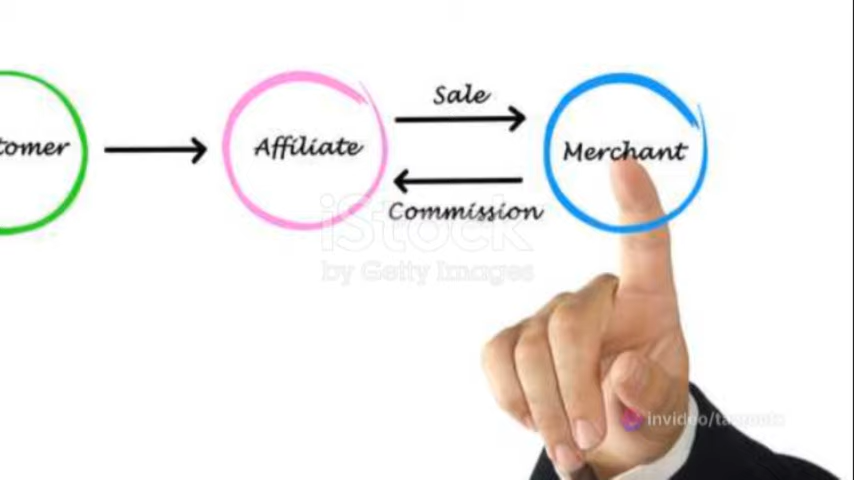 Sale
tomer
Affiliate
Merchant
Commission
iStock
by Getty Images